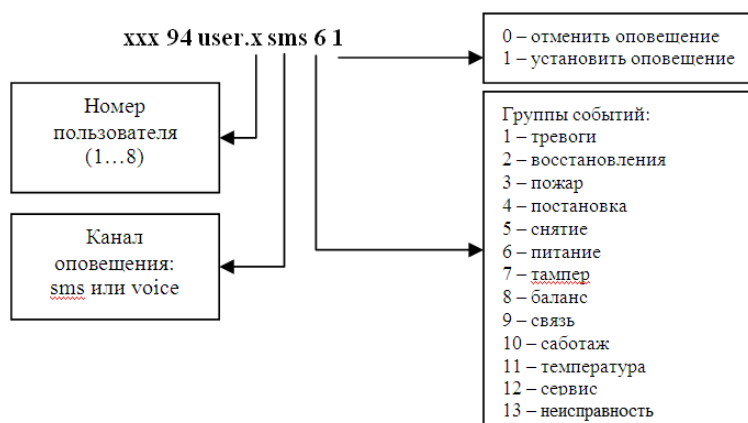 xxx 94 user.x sms 6 1
0 – отменить оповещение
1 – установить оповещение
Номер
пользователя
(1…8)
Канал
оповещения:
sms или voice
Группы событий:
1 – тревоги
2 – восстановления
3 – пожар
4 – постановка
5 – снятие
6 – питание
7 – тампер
8 – баланс
9 – связь
10 – саботаж
11 – температура
12 – сервис
13 – неисправность